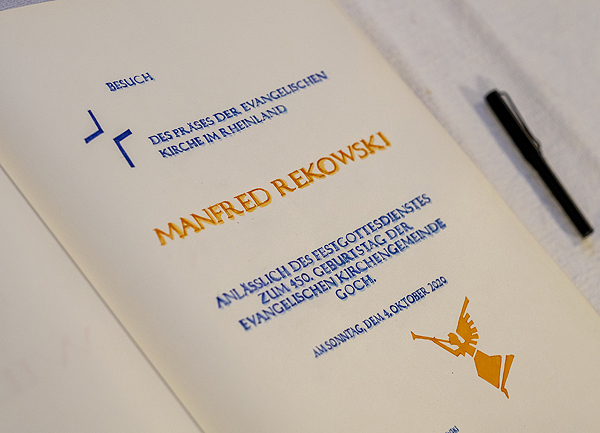 BESUCH
DES PRÄSES DER EVANGELISCHEN
KIRCHE IM RHEINLAND
MANFRED REKOWSKI
ANLÄSSLICH DES FESTGOTTESDIENSTES
ZUM 450. GEBURTSTAG DER
EVANGELISCHEN KIRCHENGEMEINDE
GOCH,
AM SONNTAG, DEM 4. OKTOBER 2020